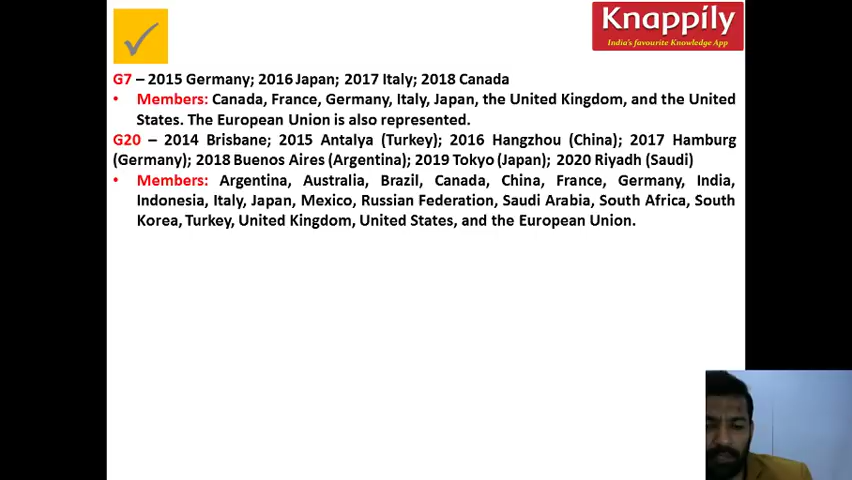 Knappily
India's favourite Knowledge App
G7 – 2015 Germany; 2016 Japan; 2017 Italy; 2018 Canada
• Members: Canada, France, Germany, Italy, Japan, the United Kingdom, and the United
States. The European Union is also represented.
G20 – 2014 Brisbane; 2015 Antalya (Turkey); 2016 Hangzhou (China); 2017 Hamburg
(Germany); 2018 Buenos Aires (Argentina); 2019 Tokyo (Japan); 2020 Riyadh (Saudi)
• Members: Argentina, Australia, Brazil, Canada, China, France, Germany, India,
Indonesia, Italy, Japan, Mexico, Russian Federation, Saudi Arabia, South Africa, South
Korea, Turkey, United Kingdom, United States, and the European Union.